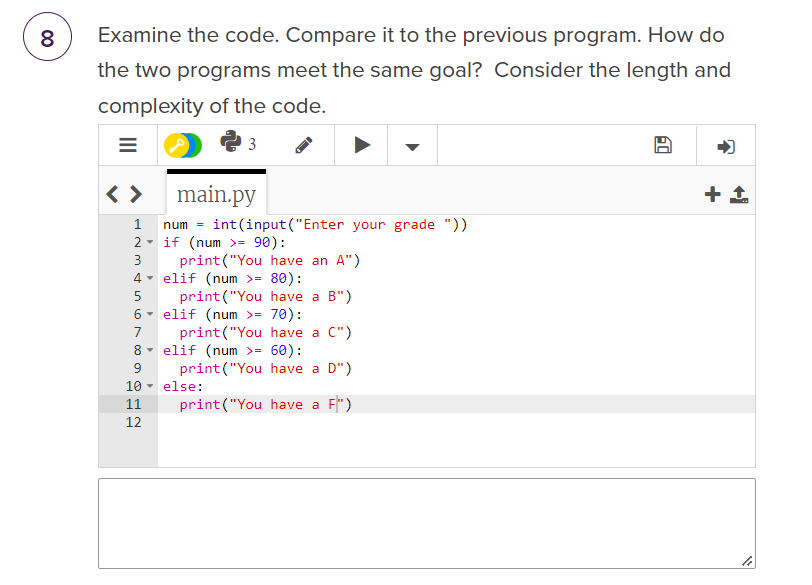 8
Examine the code. Compare it to the previous program. How do
the two programs meet the same goal?  Consider the length and
complexity of the code.
3
main.py
1 num = int(input("Enter your grade "))
2 if (num >= 90):
3   print("You have an A")
4 elif (num >= 80):
5   print("You have a B")
6 elif (num >= 70):
7   print("You have a C")
8 elif (num >= 60):
9   print("You have a D")
10 else:
11   print("You have a F")
12